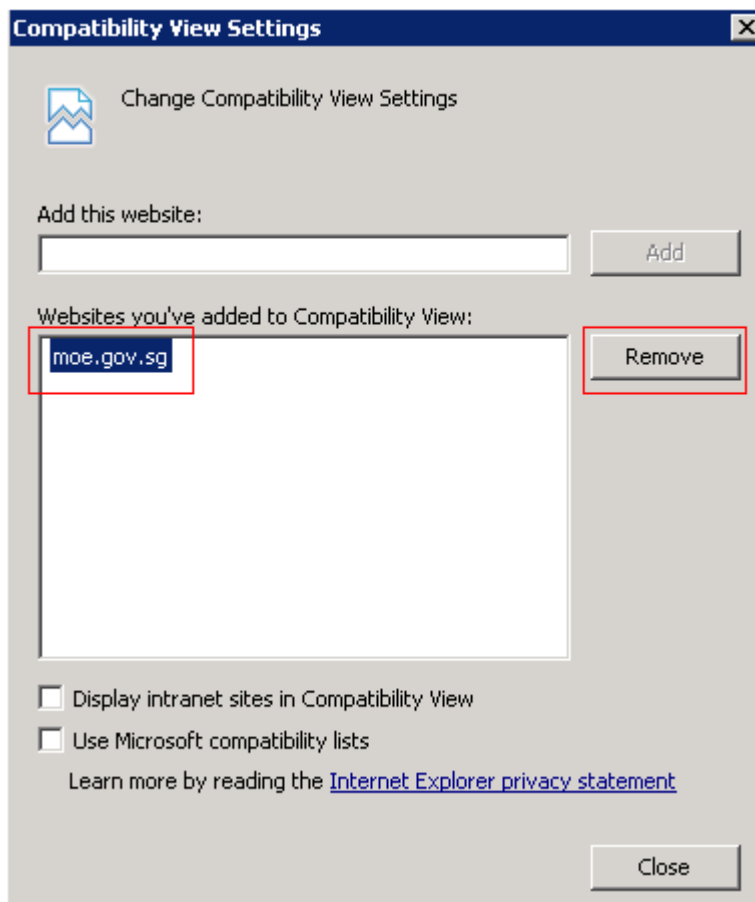 Compatibility View Settings
Change Compatibility View Settings
Add this website:
Add
Websites you've added to Compatibility View:
moe.gov.sg
Remove
Display intranet sites in Compatibility View
Use Microsoft compatibility lists
Learn more by reading the Internet Explorer privacy statement
Close